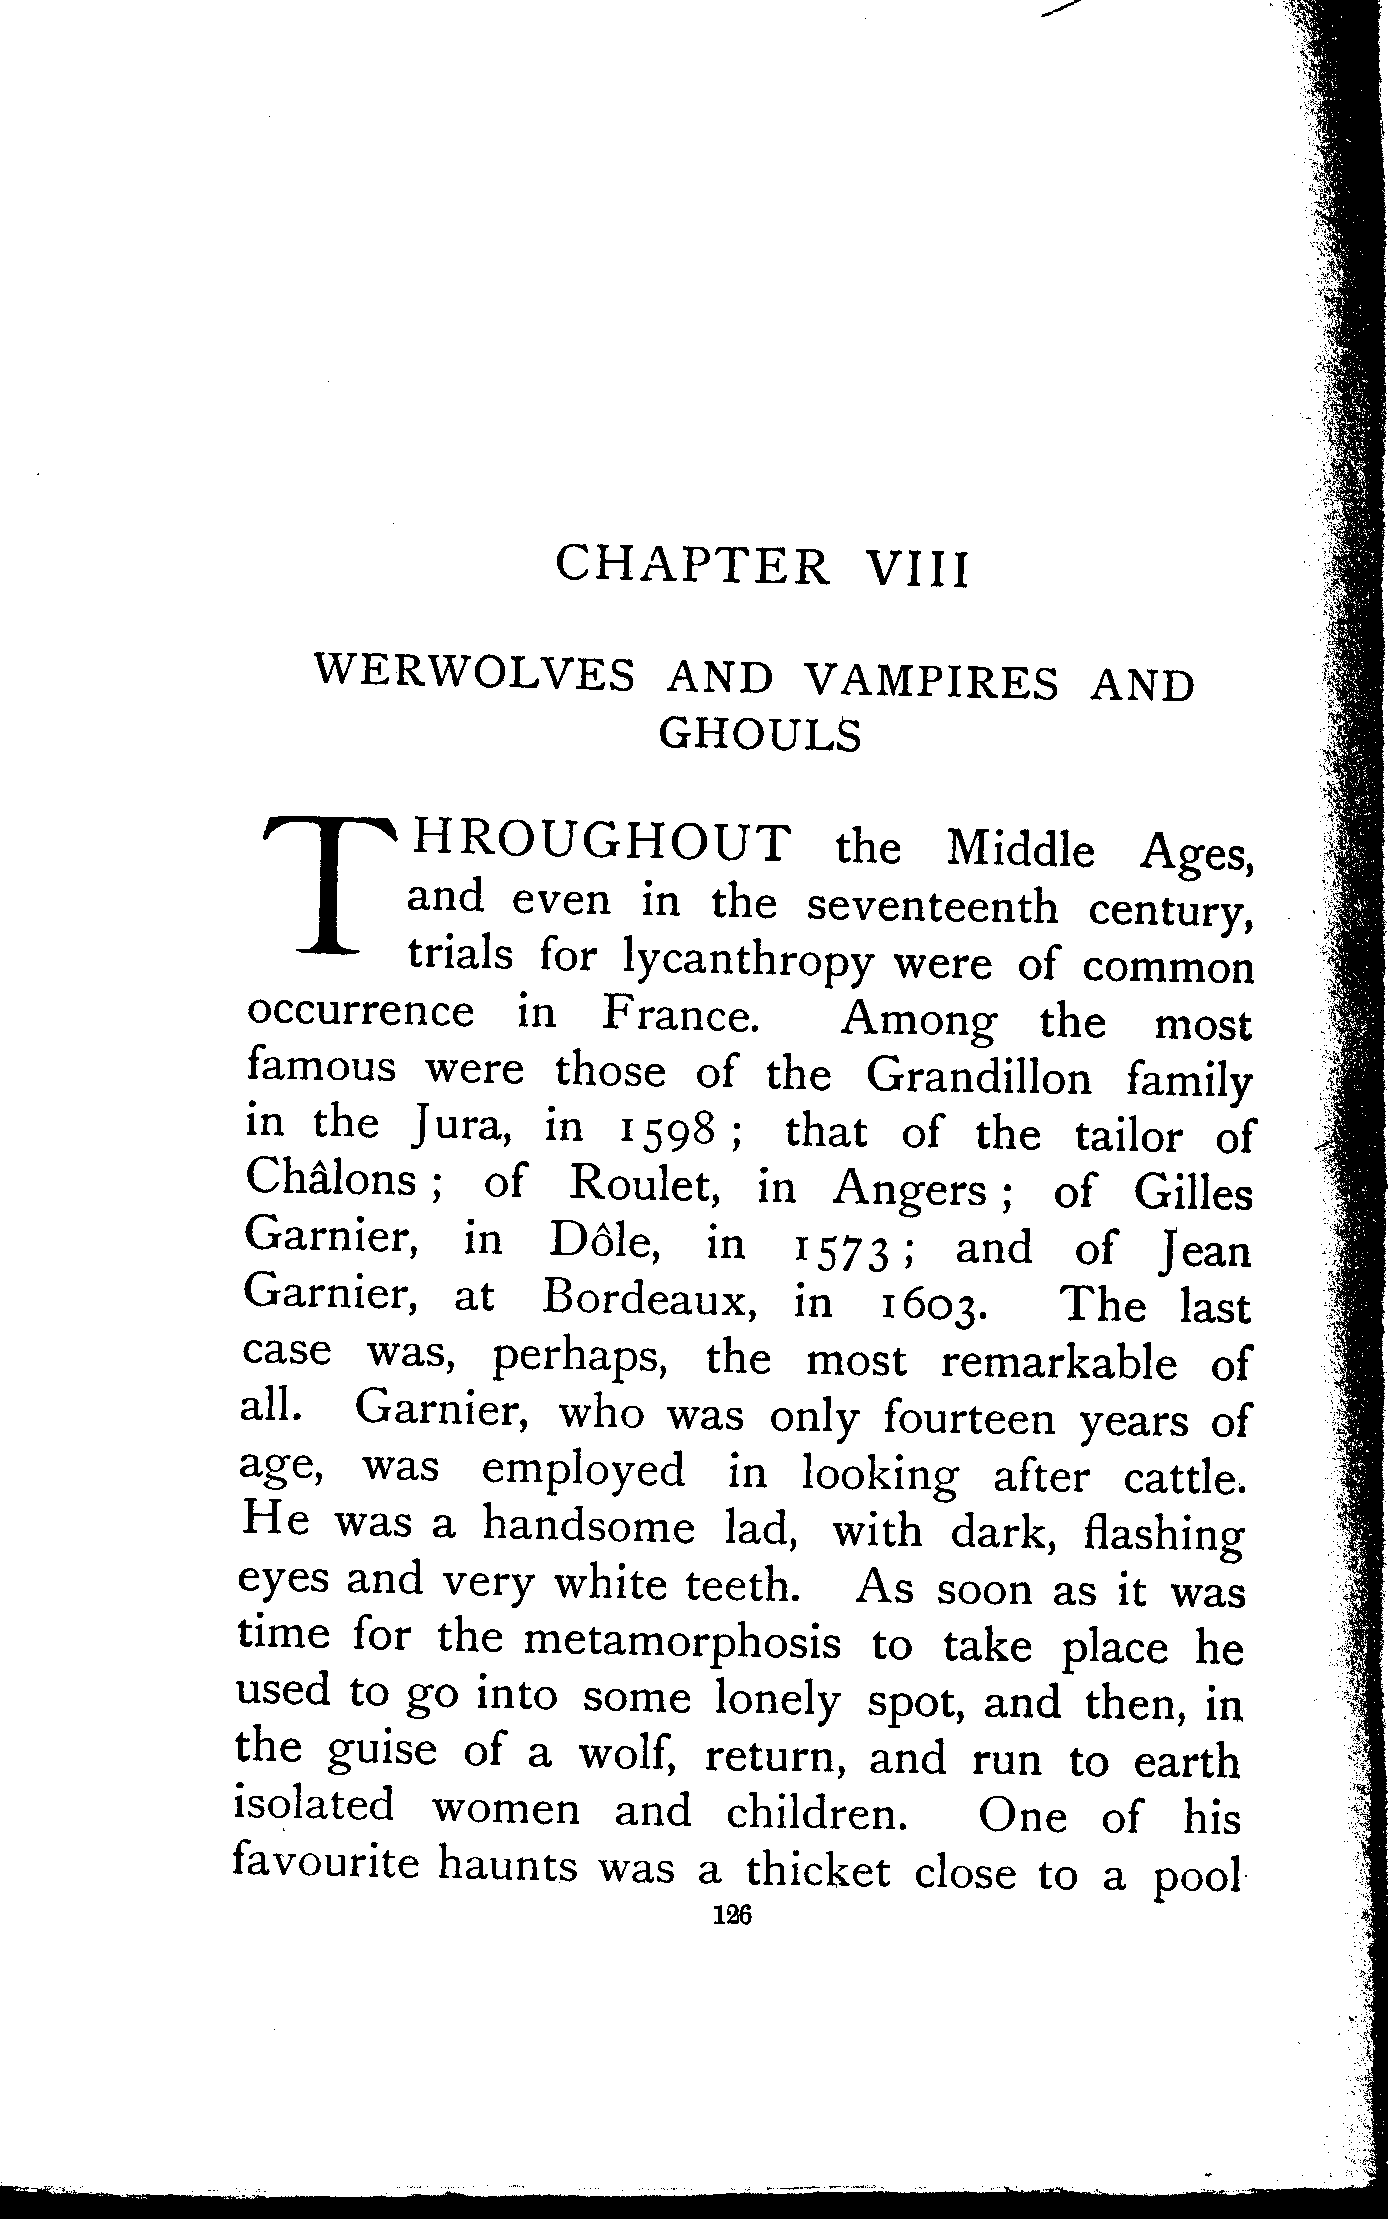 CHAPTER VIII
WERWOLVES AND VAMPIRES AND
GHOULS
THROUGHOUT the Middle Ages,
and even in the seventeenth century,
trials for lycanthropy were of common
occurrence in France. Among the most
famous were those of the Grandillon family
in the Jura, in 1598 ; that of the tailor of
Châlons ; of Roulet, in Angers ; of Gilles
Garnier, in Dôle, in 1573 ; and of Jean
Garnier, at Bordeaux, in 1603. The last
case was, perhaps, the most remarkable of
all. Garnier, who was only fourteen years of
age, was employed in looking after cattle.
He was a handsome lad, with dark, flashing
eyes and very white teeth. As soon as it was
time for the metamorphosis to take place he
used to go into some lonely spot, and then, in
the guise of a wolf, return, and run to earth
isolated women and children. One of his
favourite haunts was a thicket close to a pool
126